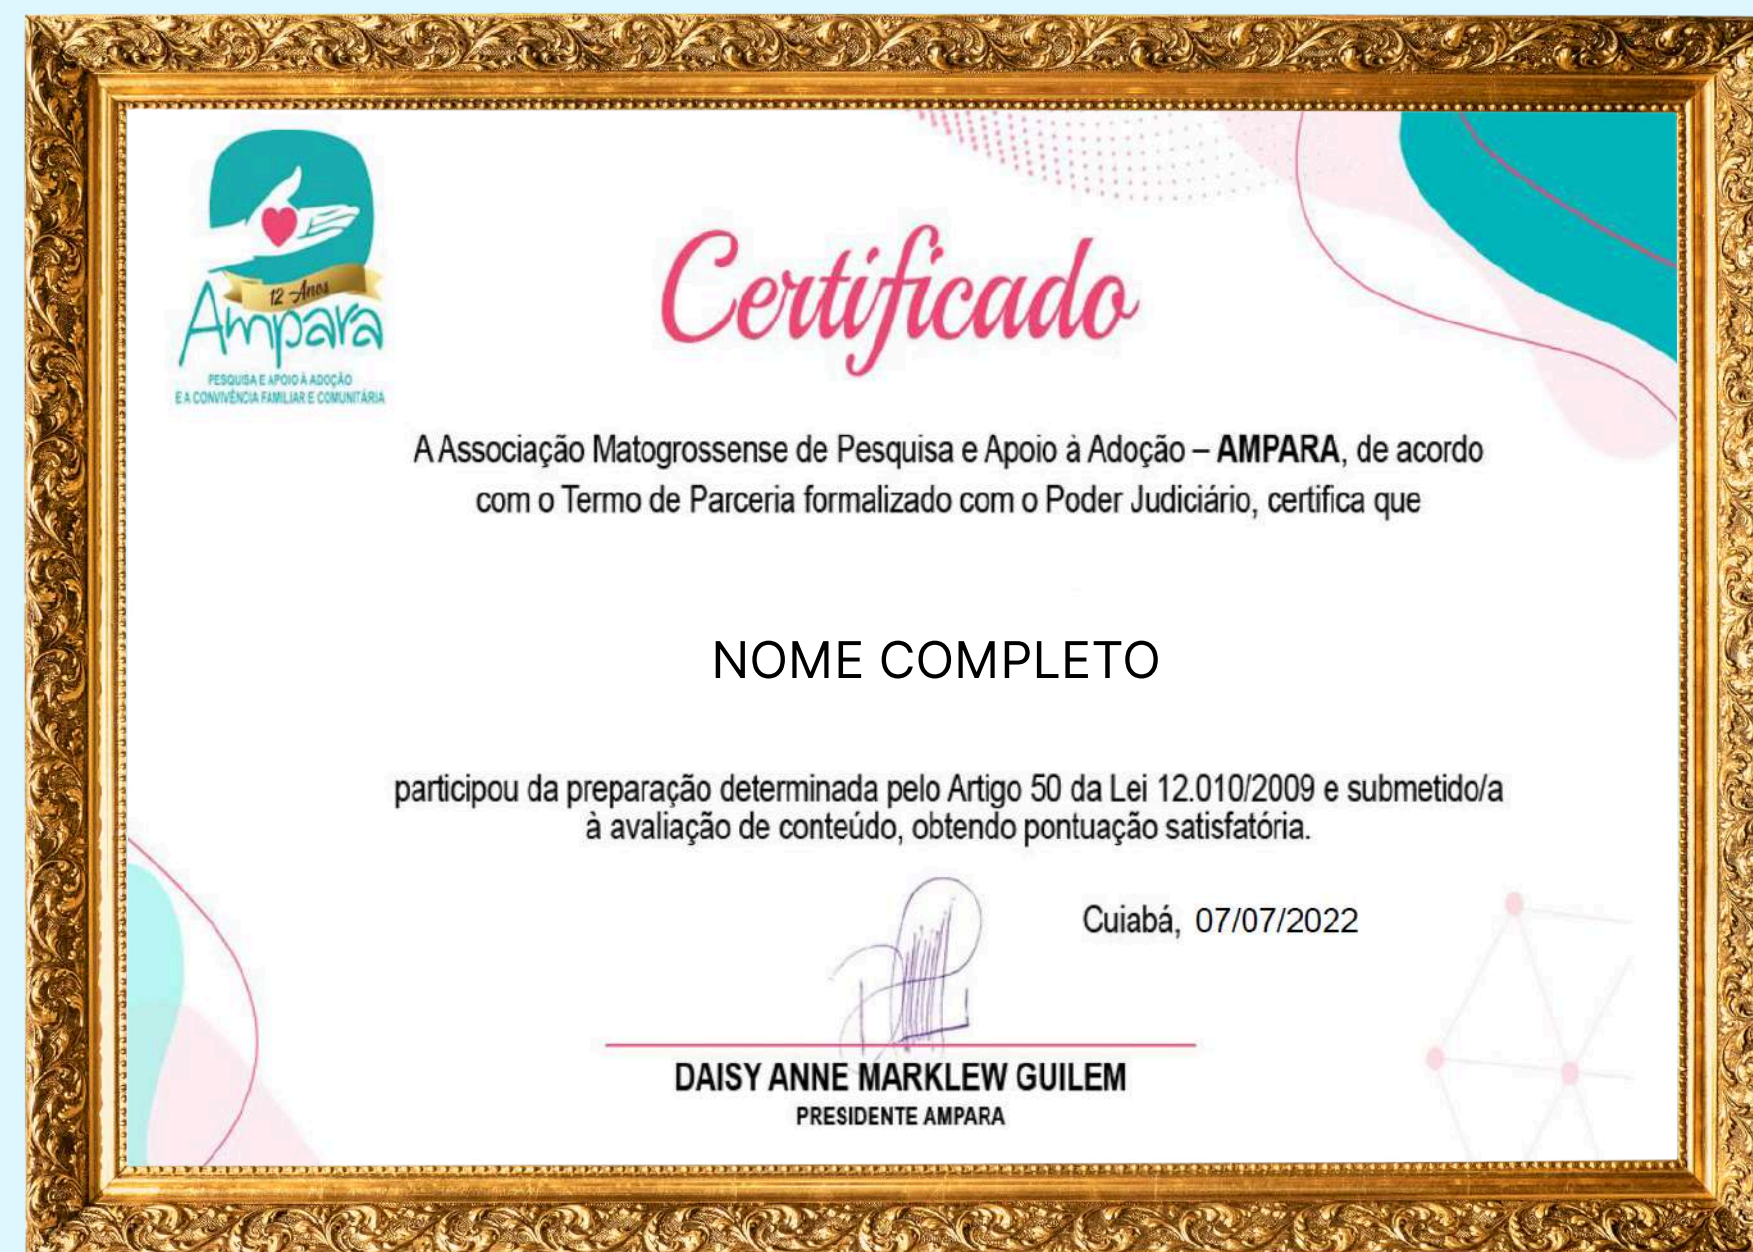 12 Anos
Ampara
PESQUISA E APOIO À ADOÇÃO
E A CONVIVÊNCIA FAMILIAR E COMUNITÁRIA
Certificado
A Associação Matogrossense de Pesquisa e Apoio à Adoção – AMPARA, de acordo
com o Termo de Parceria formalizado com o Poder Judiciário, certifica que
NOME COMPLETO
participou da preparação determinada pelo Artigo 50 da Lei 12.010/2009 e submetido/a
à avaliação de conteúdo, obtendo pontuação satisfatória.
Cuiabá, 07/07/2022
DAISY ANNE MARKLEW GUILEM
PRESIDENTE AMPARA